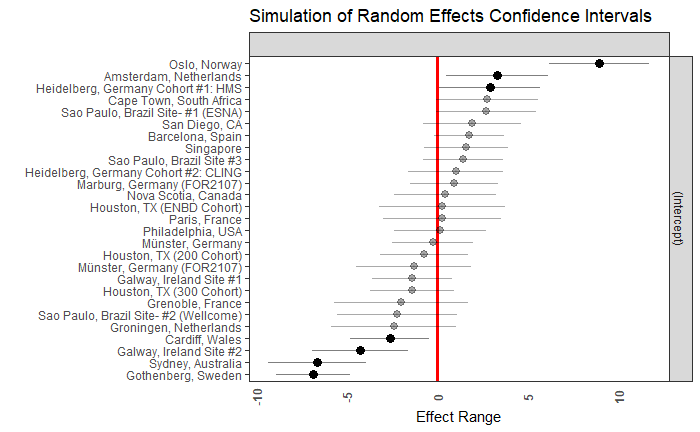 Simulation of Random Effects Confidence Intervals
Oslo, Norway
Amsterdam, Netherlands
Heidelberg, Germany Cohort #1: HMS
Cape Town, South Africa
Sao Paulo, Brazil Site- #1 (ESNA)
San Diego, CA
Barcelona, Spain
Singapore
Sao Paulo, Brazil Site #3
Heidelberg, Germany Cohort #2: CLING
Marburg, Germany (FOR2107)
Nova Scotia, Canada
Houston, TX (ENBD Cohort)
Paris, France
Philadelphia, USA
Münster, Germany
Houston, TX (200 Cohort)
Münster, Germany (FOR2107)
Galway, Ireland Site #1
Houston, TX (300 Cohort)
Grenoble, France
Sao Paulo, Brazil Site- #2 (Wellcome)
Groningen, Netherlands
Cardiff, Wales
Galway, Ireland Site #2
Sydney, Australia
Gothenberg, Sweden
(Intercept)
-10 -5 0 5 10
Effect Range